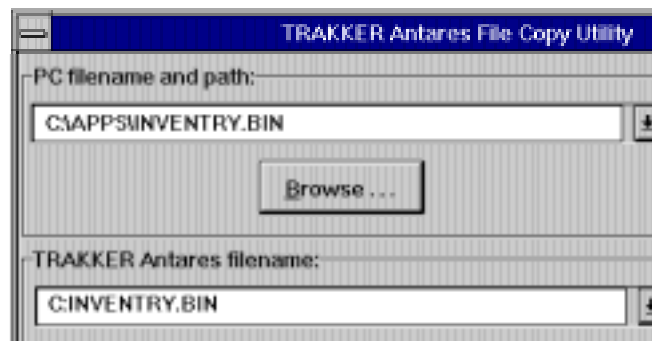 TRAKKER Antares File Copy Utility
PC filename and path:
C:\APPS\INVENTRY.BIN
Browse ...
TRAKKER Antares filename:
C:INVENTRY.BIN